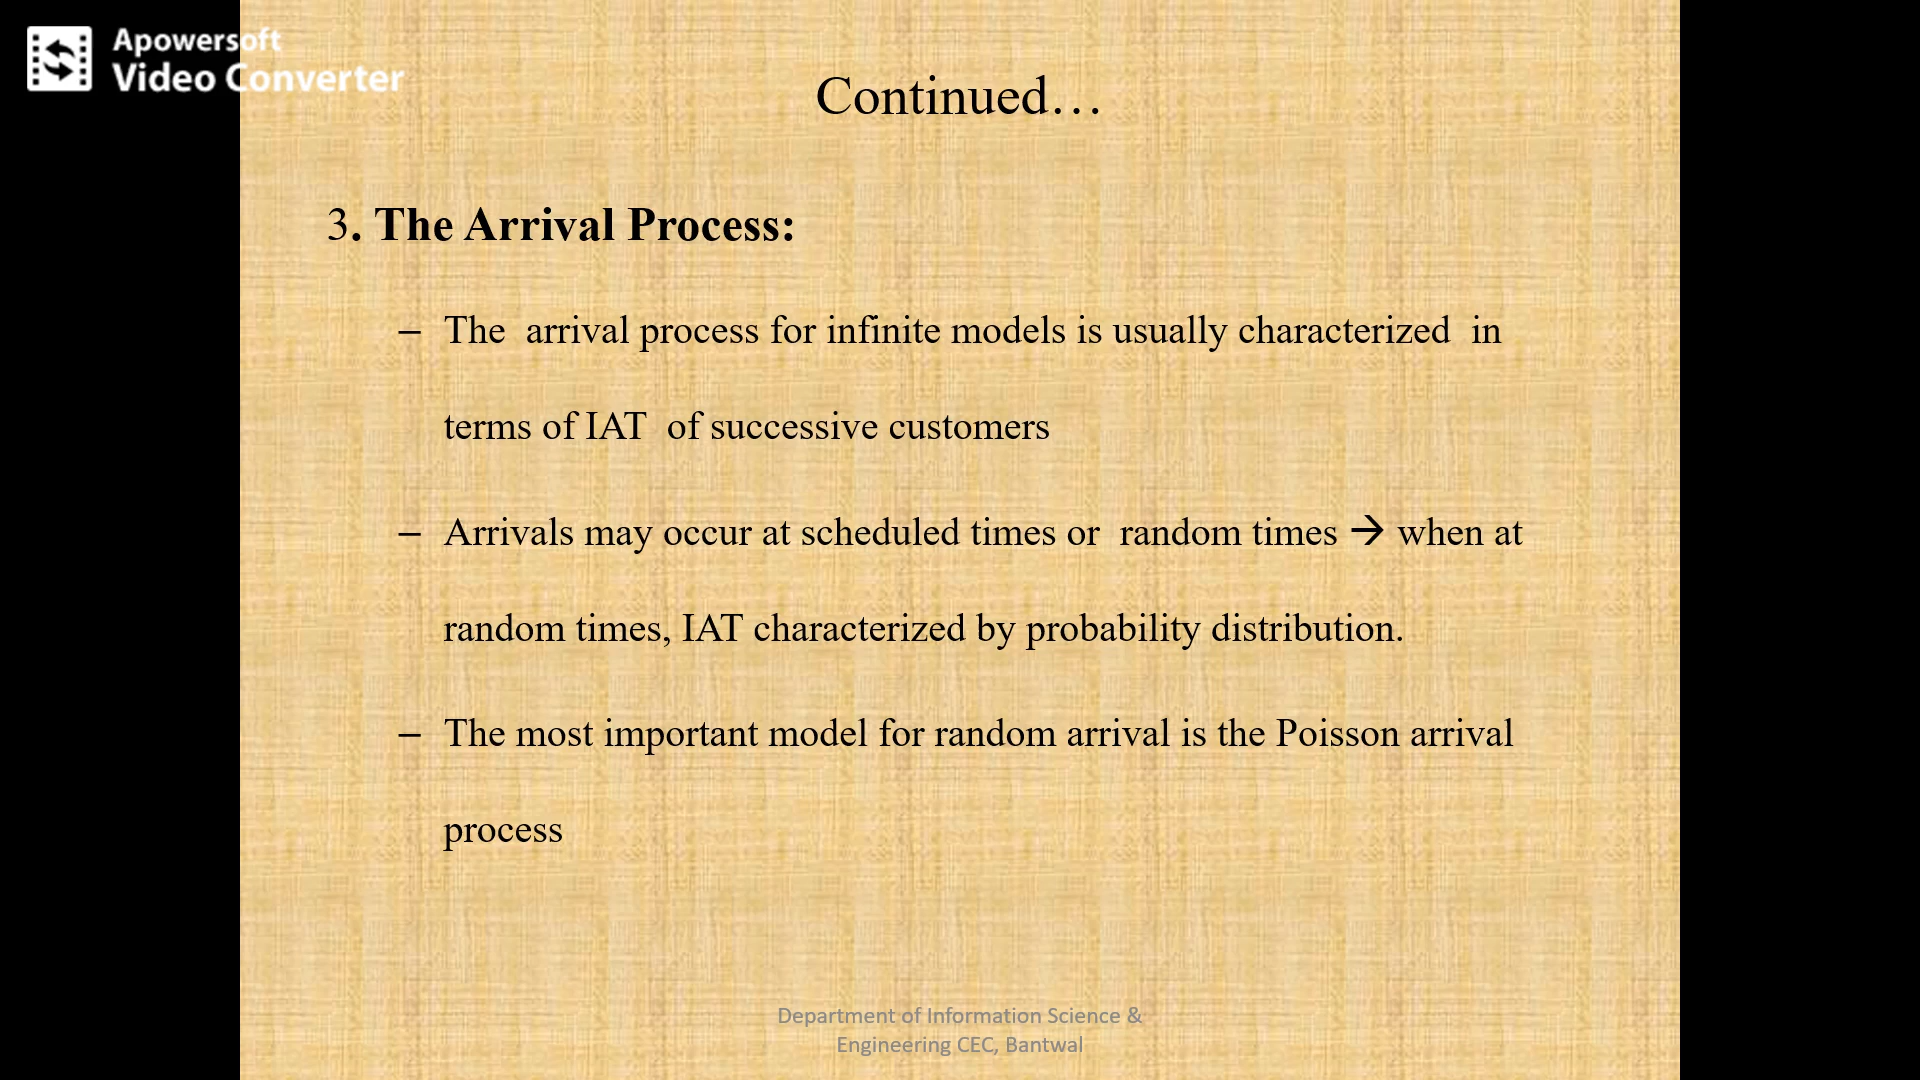 Apowersoft
Video Converter
Continued…
3. The Arrival Process:
– The  arrival process for infinite models is usually characterized  in
terms of IAT  of successive customers
– Arrivals may occur at scheduled times or  random times → when at
random times, IAT characterized by probability distribution.
– The most important model for random arrival is the Poisson arrival
process
Department of Information Science &
Engineering CEC, Bantwal